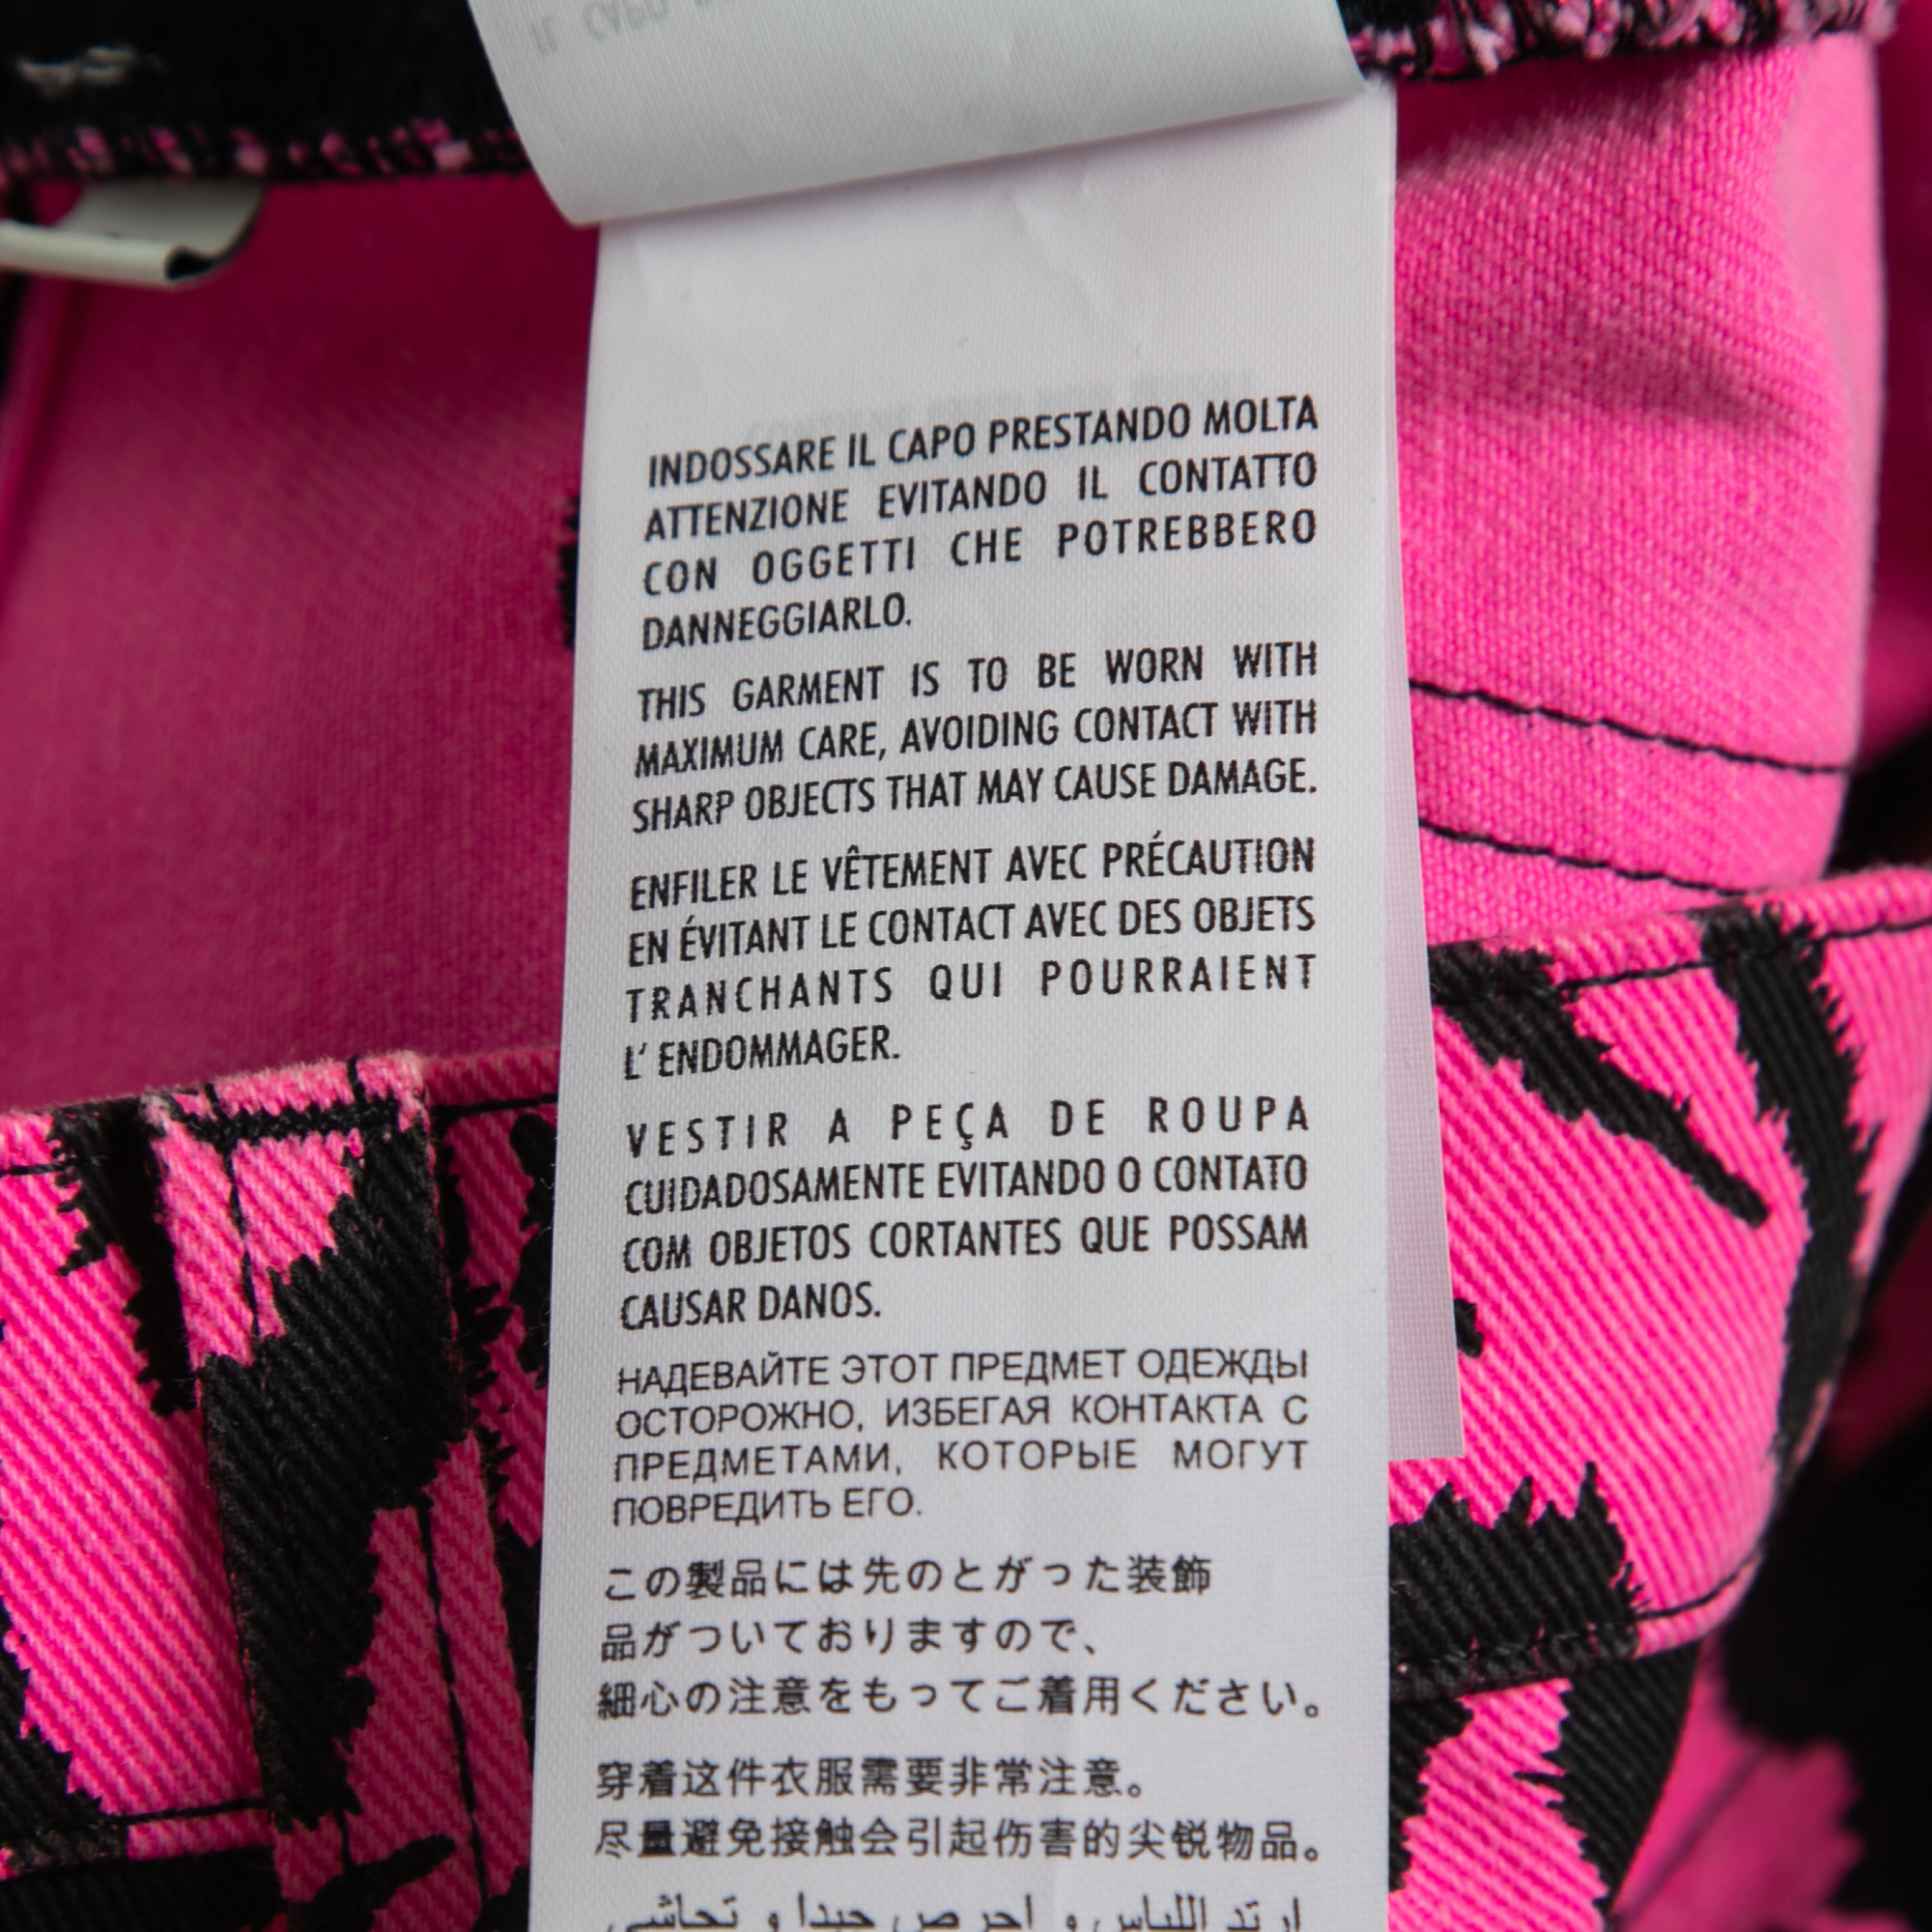 IL CAPO
INDOSSARE IL CAPO PRESTANDO MOLTA
ATTENZIONE EVITANDO IL CONTATTO
CON OGGETTI CHE POTREBBERO
DANNEGGIARLO.
THIS GARMENT IS TO BE WORN WITH
MAXIMUM CARE, AVOIDING CONTACT WITH
SHARP OBJECTS THAT MAY CAUSE DAMAGE.
ENFILER LE VÊTEMENT AVEC PRÉCAUTION
EN ÉVITANT LE CONTACT AVEC DES OBJETS
TRANCHANTS QUI POURRAIENT
L' ENDOMMAGER.
VESTIR A PEÇA DE ROUPA
CUIDADOSAMENTE EVITANDO O CONTATO
COM OBJETOS CORTANTES QUE POSSAM
CAUSAR DANOS.
НАДЕВАЙТЕ ЭТОТ ПРЕДМЕТ ОДЕЖДЫ
ОСТОРОЖНО, ИЗБЕГАЯ КОНТАКТА С
ПРЕДМЕТАМИ, КОТОРЫЕ МОГУТ
ПОВРЕДИТЬ ЕГО.
この製品には先のとがった装飾
品がついておりますので、
細心の注意をもってご着用ください。
穿着这件衣服需要非常注意。
尽量避免接触会引起伤害的尖锐物品。
ارتد اللباس و احرص جيدا و تحاشى